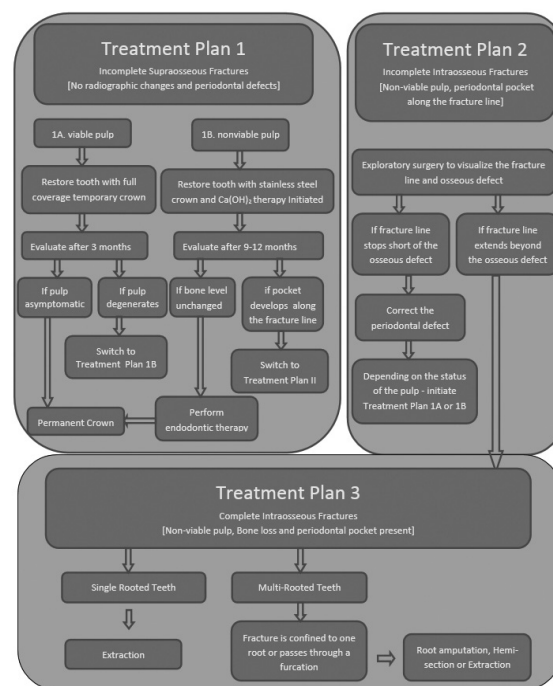 Treatment Plan 1
Incomplete Supraosseous Fractures
[No radiographic changes and periodontal defects]
1A. viable pulp
1B. nonviable pulp
Restore tooth with full
coverage temporary crown
Restore tooth with stainless steel
crown and Ca(OH)₂ therapy Initiated
Evaluate after 3 months
Evaluate after 9-12 months
If pulp
asymptomatic
If pulp
degenerates
If bone level
unchanged
if pocket
develops along
the fracture line
Switch to
Treatment Plan 1B
Switch to
Treatment Plan II
Permanent Crown
Perform
endodontic therapy
Treatment Plan 2
Incomplete Intraosseous Fractures
[Non-viable pulp, periodontal pocket
along the fracture line]
Exploratory surgery to visualize the fracture
line and osseous defect
If fracture line
stops short of the
osseous defect
If fracture line
extends beyond
the osseous defect
Correct the
periodontal defect
Depending on the status
of the pulp - initiate
Treatment Plan 1A or 1B
Treatment Plan 3
Complete Intraosseous Fractures
[Non-viable pulp, Bone loss and periodontal pocket present]
Single Rooted Teeth
Multi-Rooted Teeth
Extraction
Fracture is confined to one
root or passes through a
furcation
Root amputation, Hemi-
section or Extraction